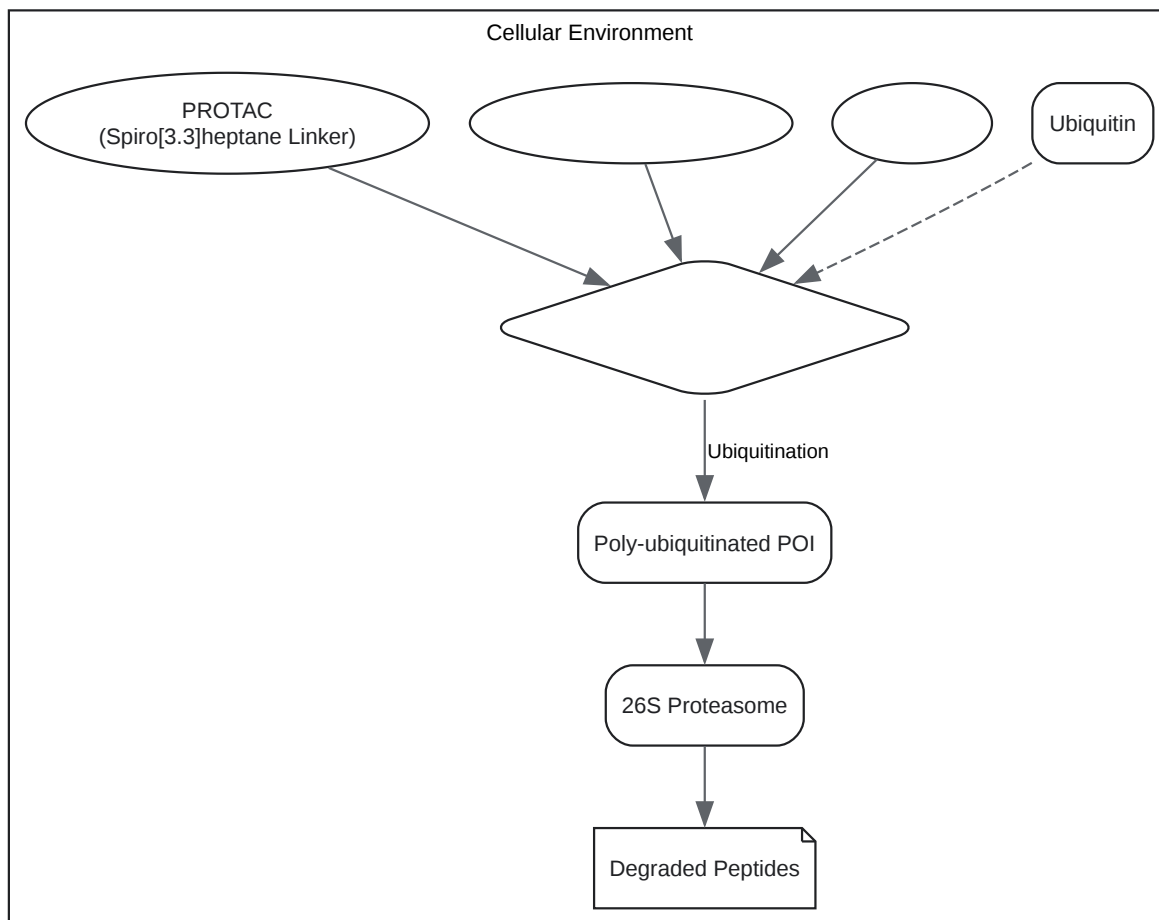 Cellular Environment
PROTAC
(Spiro[3.3]heptane Linker)
Ubiquitin
Ubiquitination
Poly-ubiquitinated POI
26S Proteasome
Degraded Peptides